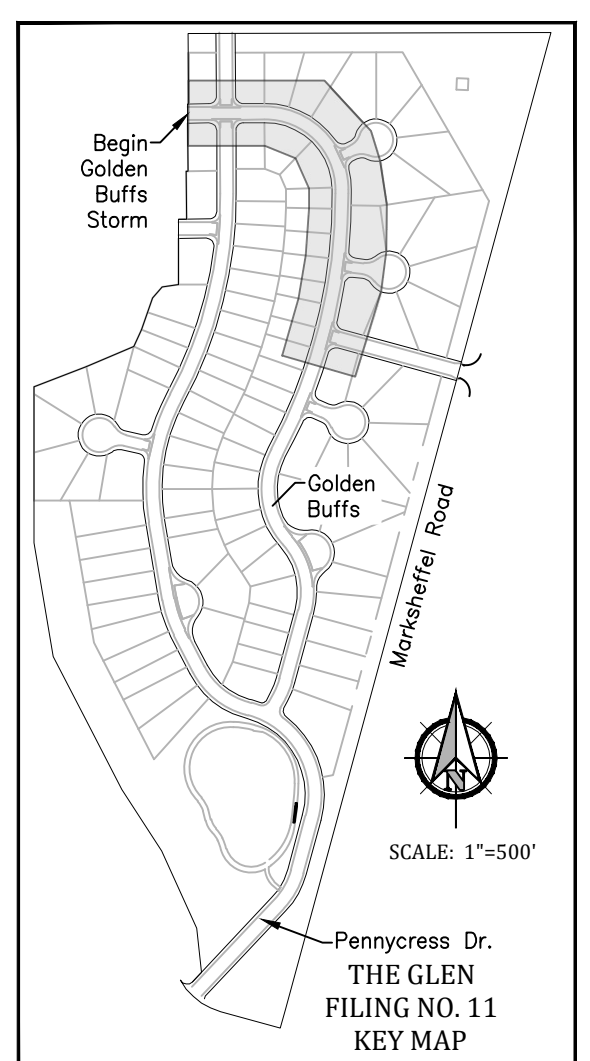 Begin
Golden
Buffs
Storm
Golden
Buffs
Marksheffel Road
N
SCALE: 1"=500'
Pennycress Dr.
THE GLEN
FILING NO. 11
KEY MAP